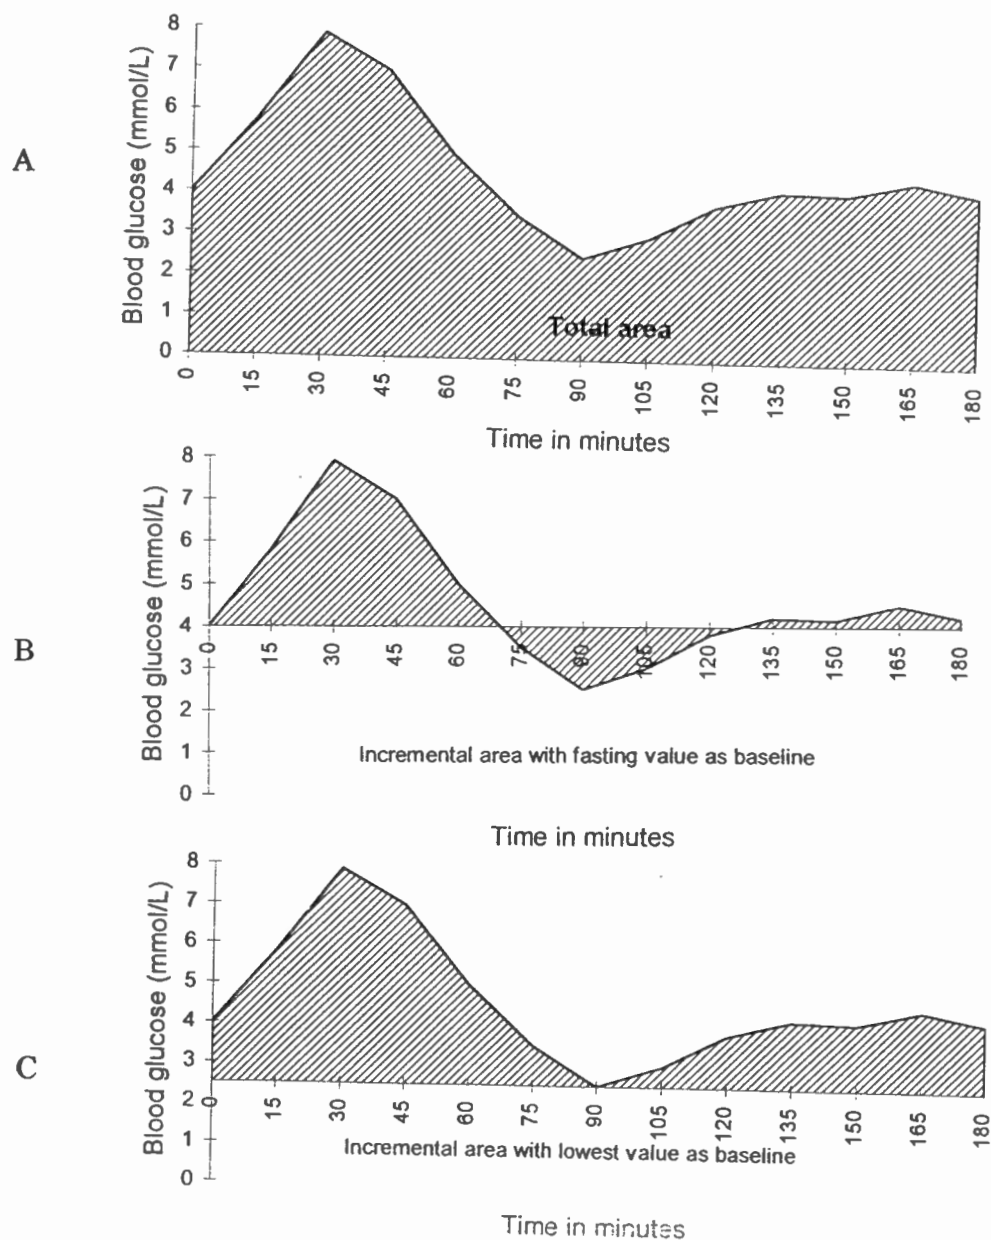 A
Blood glucose (mmol/L)
8
7
6
5
4
3
2
1
0
Total area
0 15 30 45 60 75 90 105 120 135 150 165 180
Time in minutes
B
Blood glucose (mmol/L)
8
7
6
5
4
3
2
1
0
0 15 30 45 60 75 90 105 120 135 150 165 180
Incremental area with fasting value as baseline
Time in minutes
C
Blood glucose (mmol/L)
8
7
6
5
4
3
2
1
0
0 15 30 45 60 75 90 105 120 135 150 165 180
Incremental area with lowest value as baseline
Time in minutes